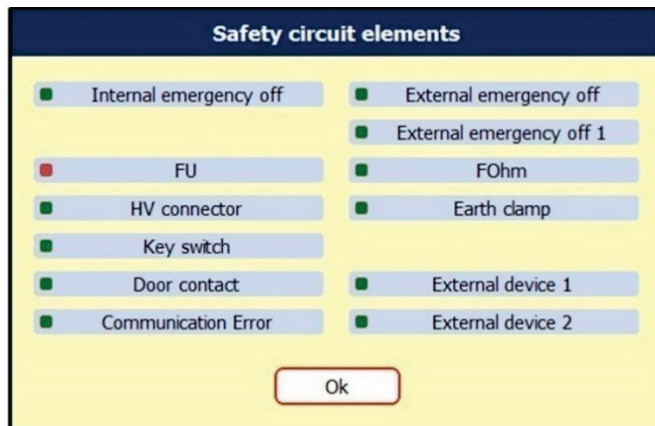 Safety circuit elements
Internal emergency off
External emergency off
External emergency off 1
FU
FOhm
HV connector
Earth clamp
Key switch
Door contact
External device 1
Communication Error
External device 2
Ok